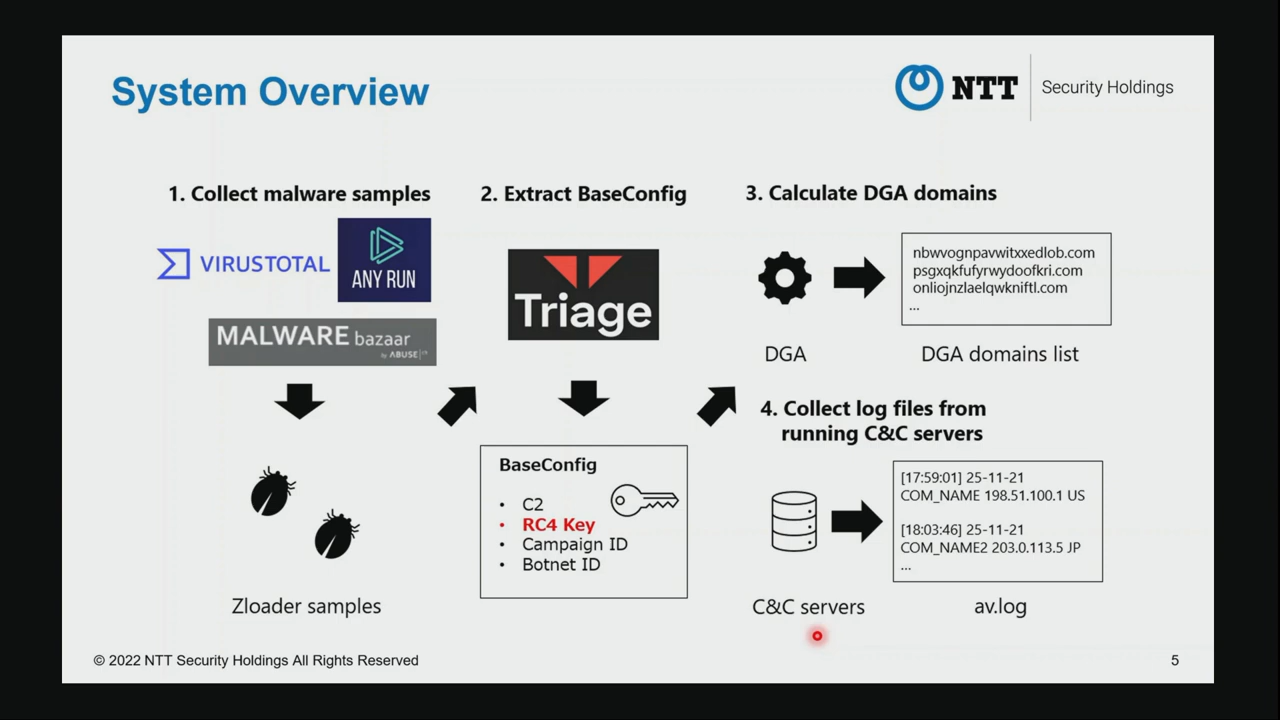 System Overview
NTT
Security Holdings
1. Collect malware samples
VIRUSTOTAL
ANY RUN
MALWARE bazaar
by ABUSE|ch
Zloader samples
2. Extract BaseConfig
Triage
BaseConfig
• C2
• RC4 Key
• Campaign ID
• Botnet ID
3. Calculate DGA domains
DGA
nbwvognpavwitxxedlob.com
psgxqkfufyrwydoofkri.com
onliojnzlaelqwkniftl.com
...
DGA domains list
4. Collect log files from
running C&C servers
C&C servers
[17:59:01] 25-11-21
COM_NAME 198.51.100.1 US
[18:03:46] 25-11-21
COM_NAME2 203.0.113.5 JP
...
av.log
© 2022 NTT Security Holdings All Rights Reserved
5